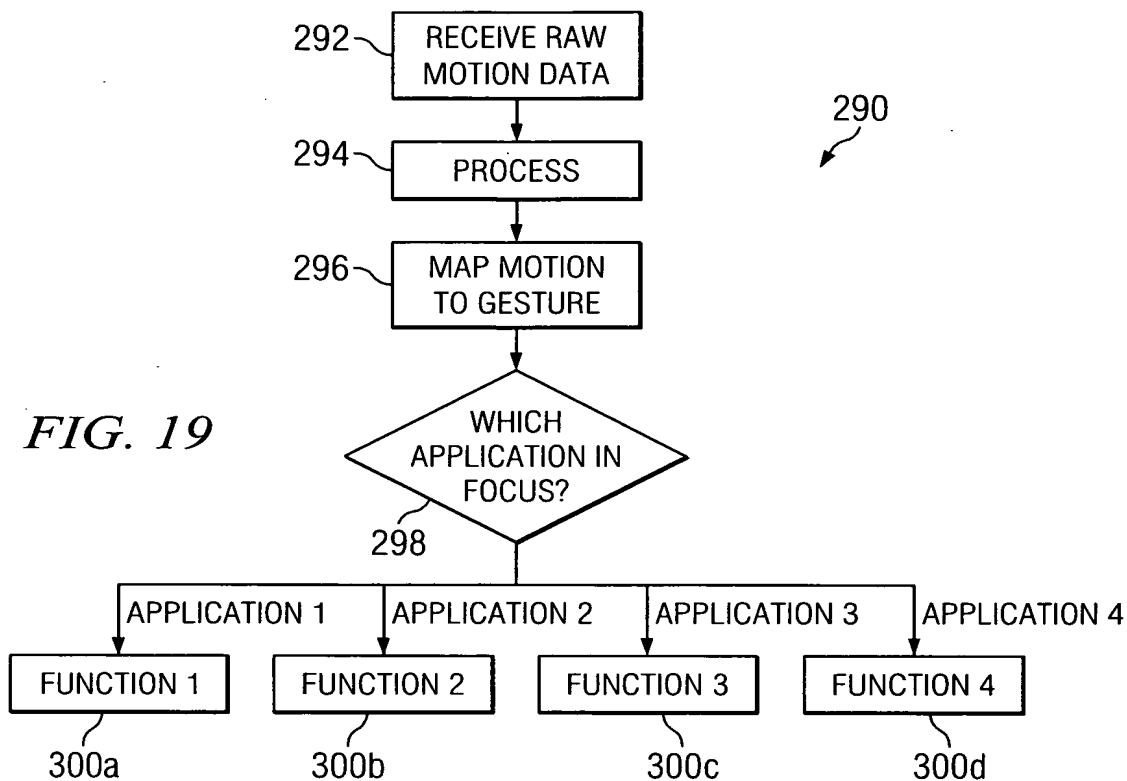 292
RECEIVE RAW
MOTION DATA
290
294
PROCESS
296
MAP MOTION
TO GESTURE
FIG. 19
WHICH
APPLICATION IN
FOCUS?
298
APPLICATION 1
APPLICATION 2
APPLICATION 3
APPLICATION 4
FUNCTION 1
FUNCTION 2
FUNCTION 3
FUNCTION 4
300a
300b
300c
300d